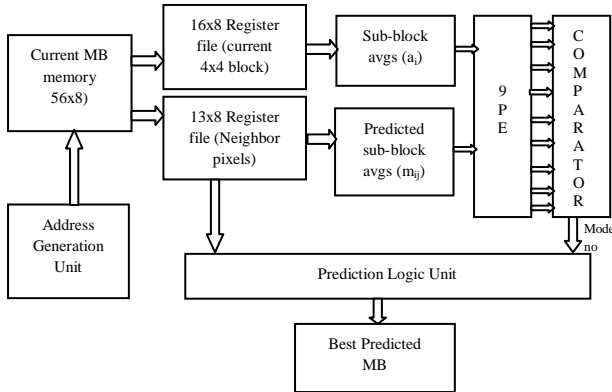 Current MB
memory
56x8)
16x8 Register
file (current
4x4 block)
Sub-block
avgs (ai)
13x8 Register
file (Neighbor
pixels)
Predicted
sub-block
avgs (mij)
9
P
E
C
O
M
P
A
R
A
T
O
R
Address
Generation
Unit
Mode
no
Prediction Logic Unit
Best Predicted
MB